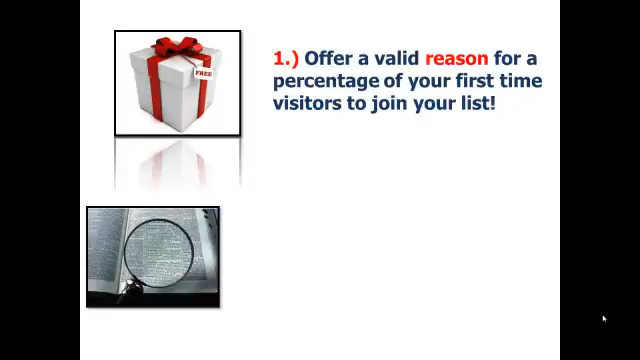 FREE
1.) Offer a valid reason for a
percentage of your first time
visitors to join your list!